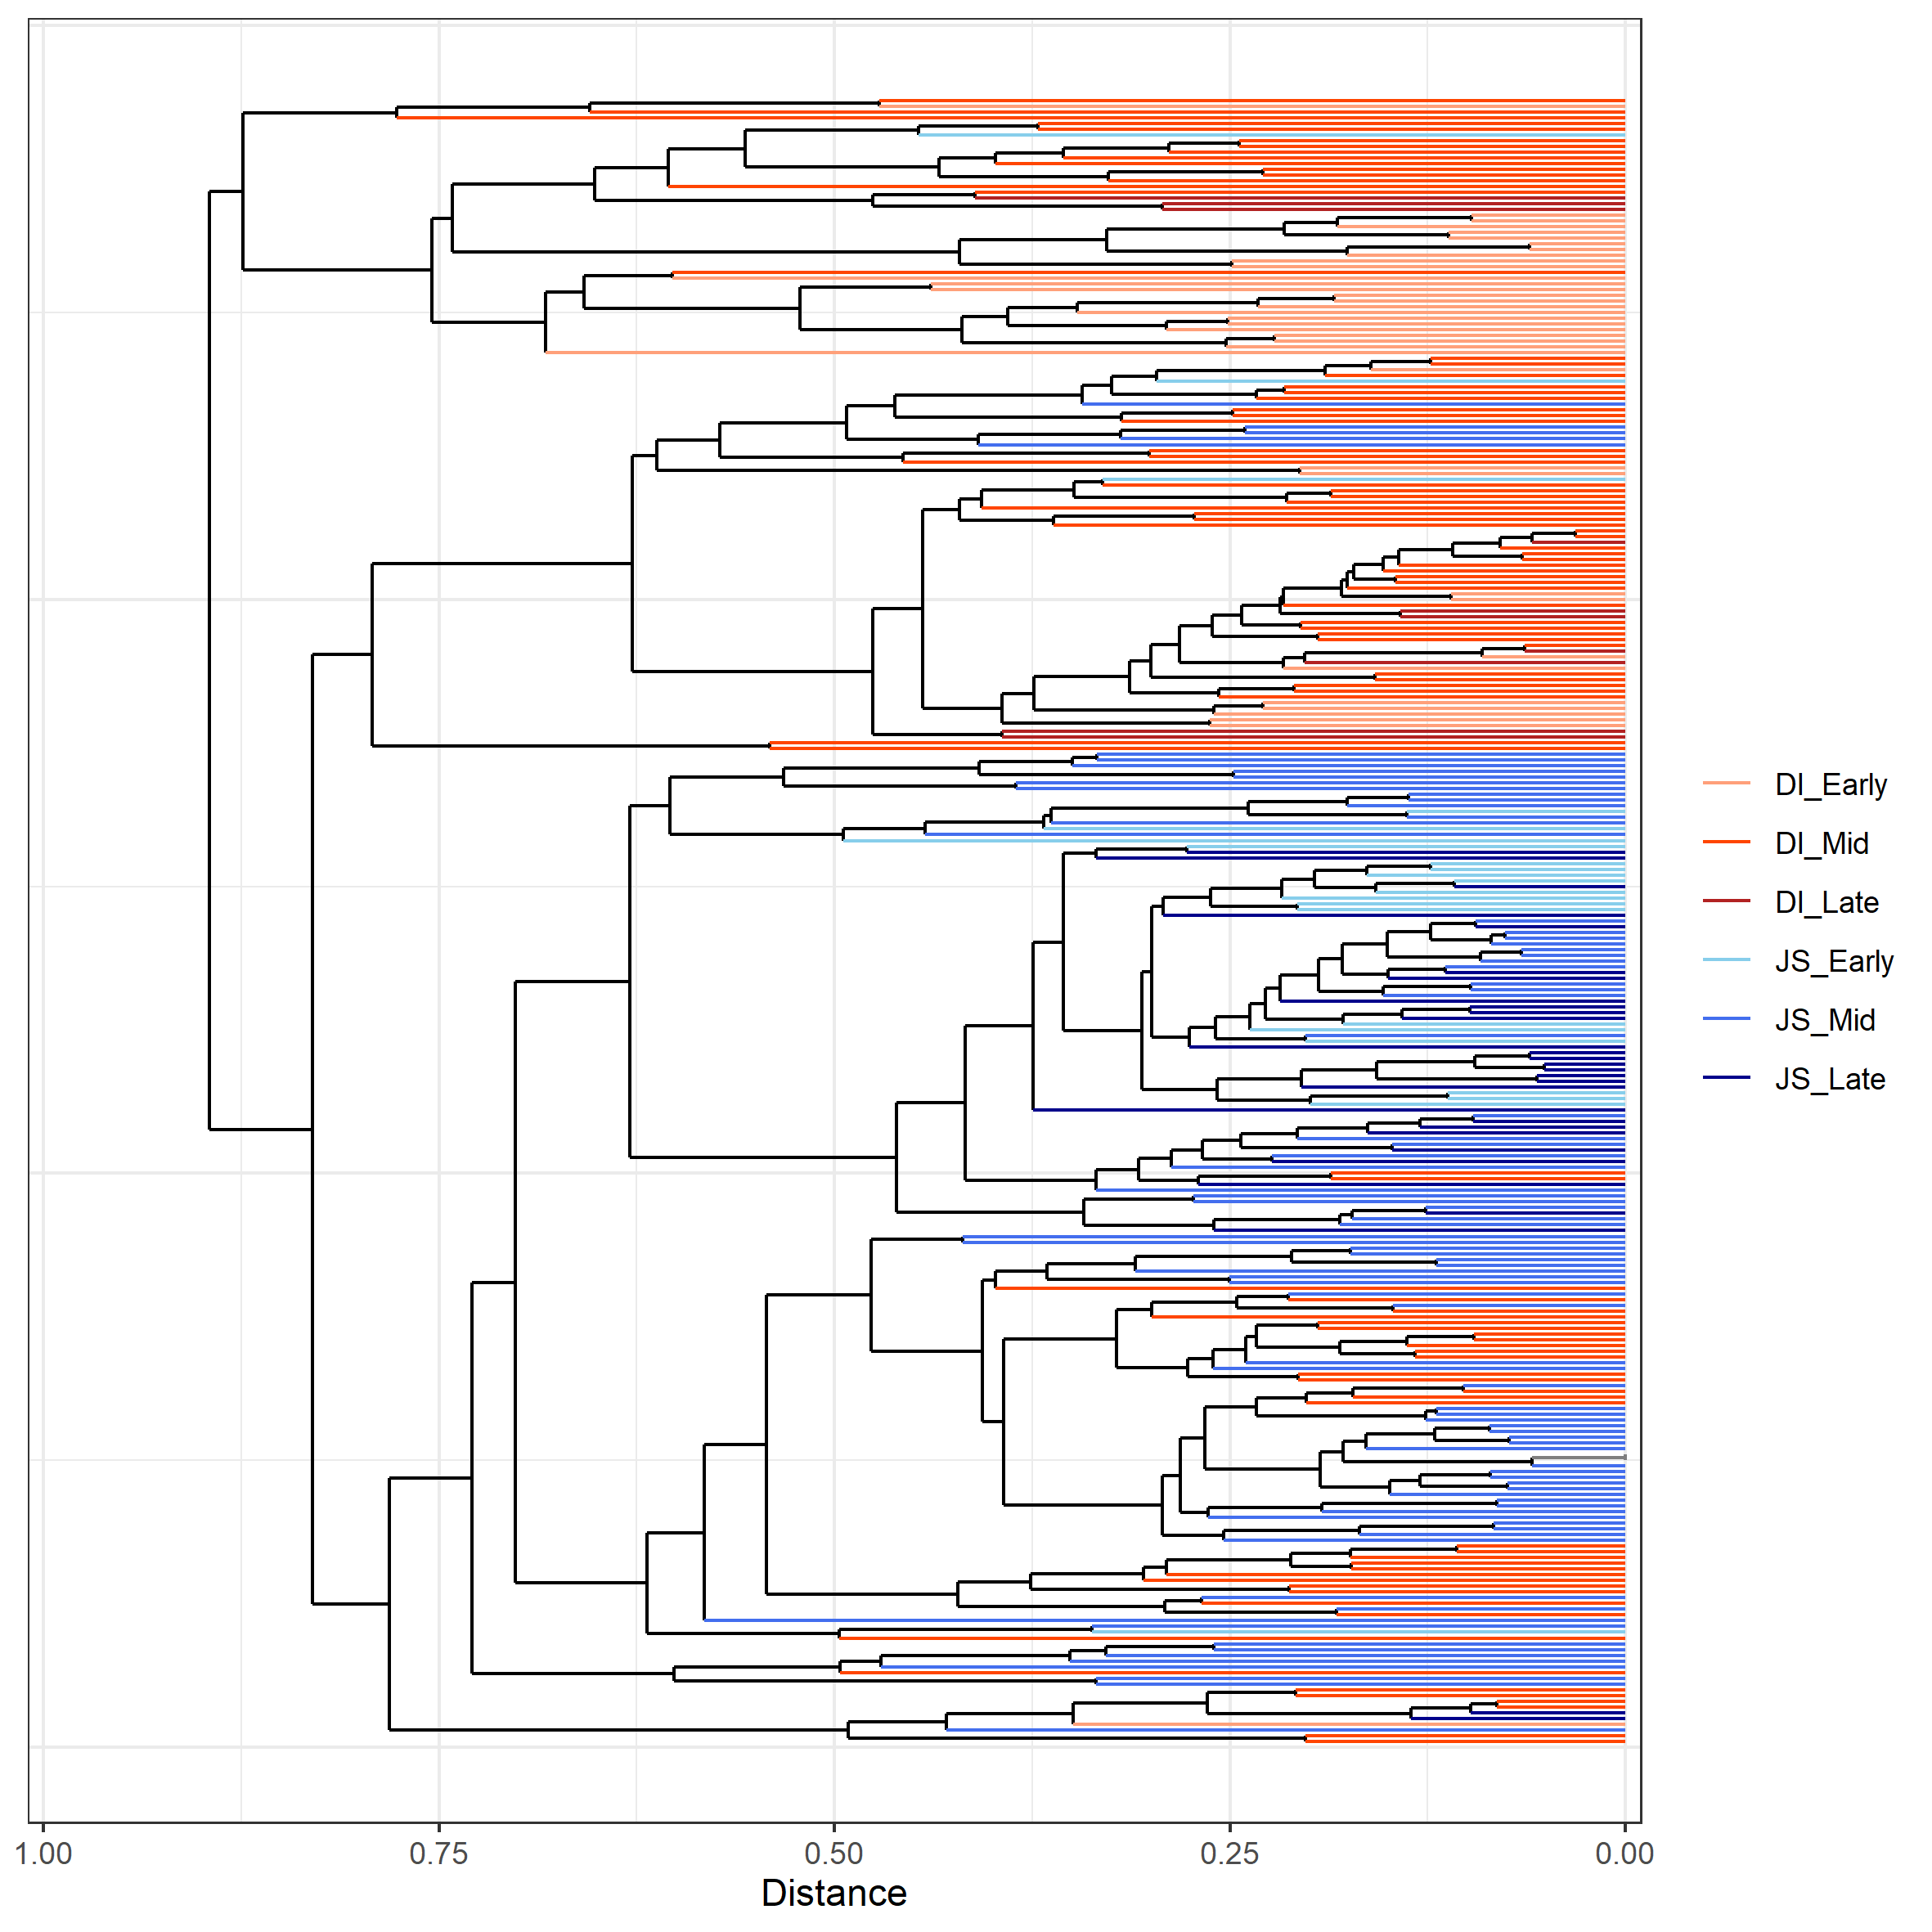 DI_Early
DI_Mid
DI_Late
JS_Early
JS_Mid
JS_Late
1.00 0.75 0.50 0.25 0.00
Distance